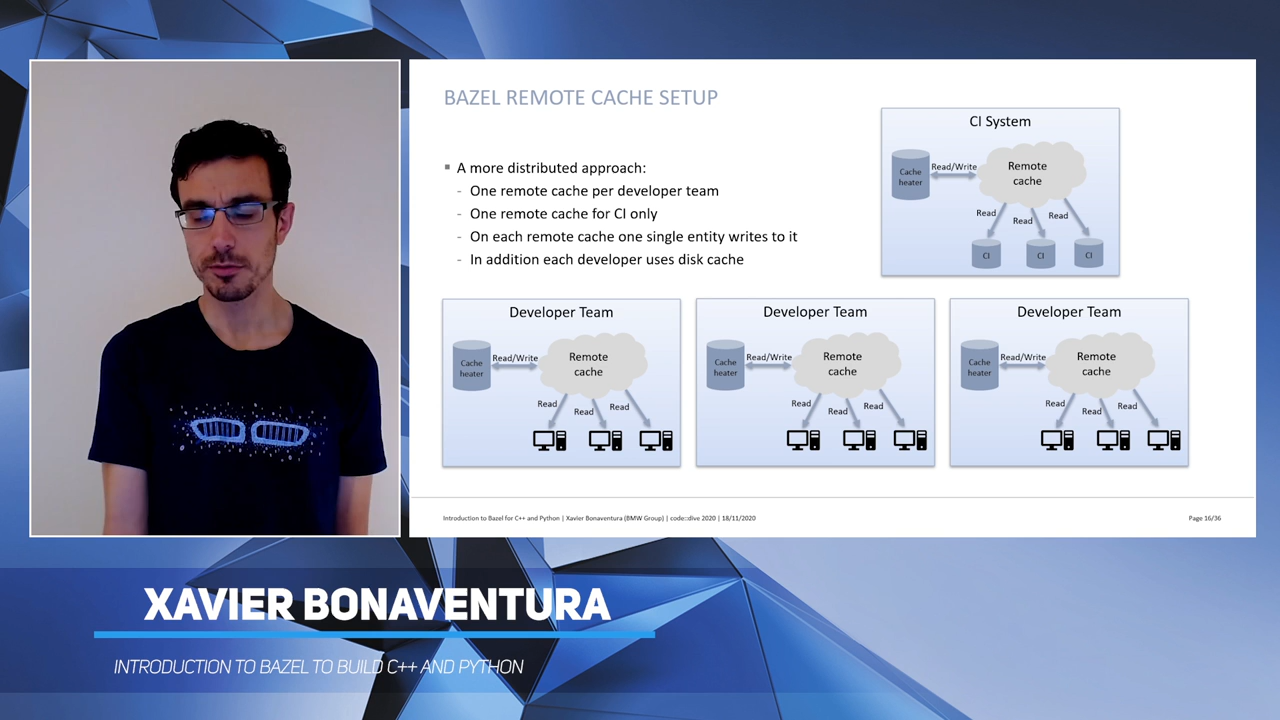 BAZEL REMOTE CACHE SETUP
A more distributed approach:
- One remote cache per developer team
- One remote cache for CI only
- On each remote cache one single entity writes to it
- In addition each developer uses disk cache
CI System
Cache
heater
Read/Write
Remote
cache
Read
Read
Read
CI
CI
CI
Developer Team
Cache
heater
Read/Write
Remote
cache
Read
Read
Read
Developer Team
Cache
heater
Read/Write
Remote
cache
Read
Read
Read
Developer Team
Cache
heater
Read/Write
Remote
cache
Read
Read
Read
Introduction to Bazel for C++ and Python | Xavier Bonaventura (BMW Group) | code::dive 2020 | 18/11/2020
Page 16/36
XAVIER BONAVENTURA
INTRODUCTION TO BAZEL TO BUILD C++ AND PYTHON